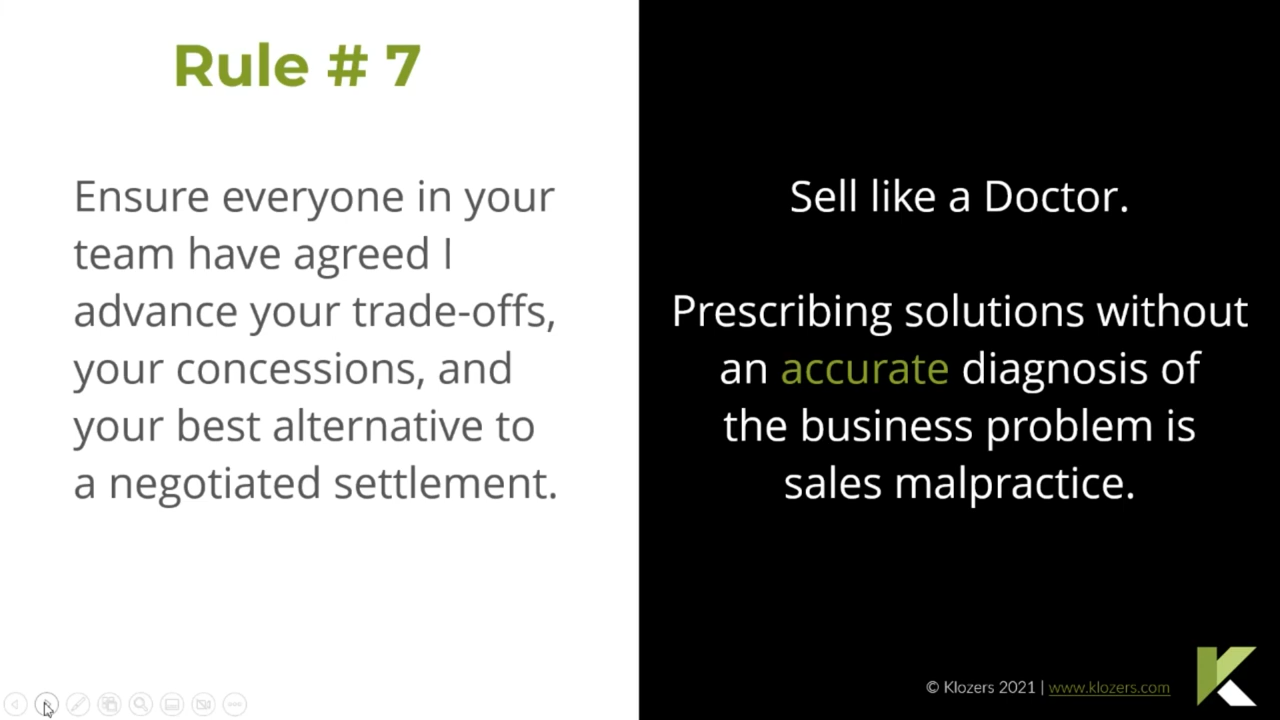 Rule # 7
Ensure everyone in your
team have agreed I
advance your trade-offs,
your concessions, and
your best alternative to
a negotiated settlement.
Sell like a Doctor.
Prescribing solutions without
an accurate diagnosis of
the business problem is
sales malpractice.
© Klozers 2021 | www.klozers.com